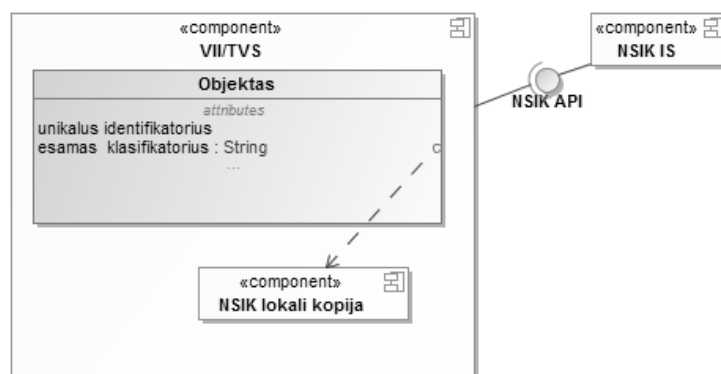 «component»
VII/TVS
Objektas
attributes
unikalus identifikatorius
esamas klasifikatorius : String
...
«component»
NSIK lokali kopija
NSIK API
«component»
NSIK IS